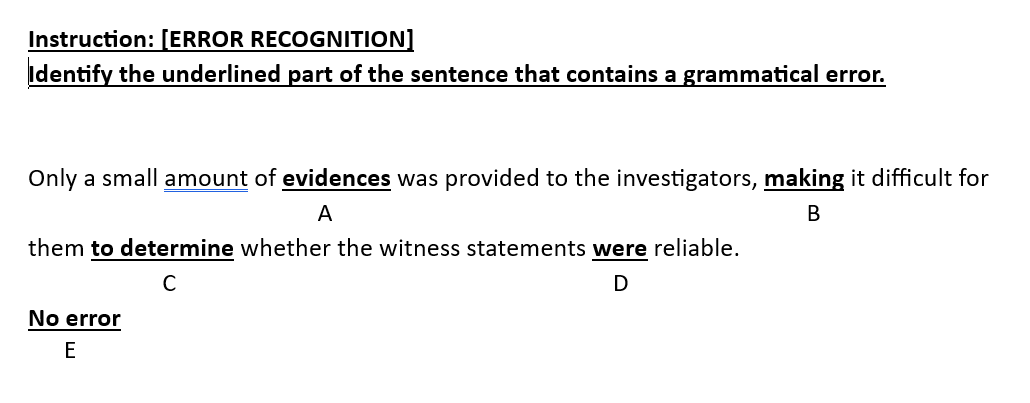 Instruction: [ERROR RECOGNITION]
Identify the underlined part of the sentence that contains a grammatical error.
Only a small amount of evidences was provided to the investigators, making it difficult for
A B
them to determine whether the witness statements were reliable.
C D
No error
E